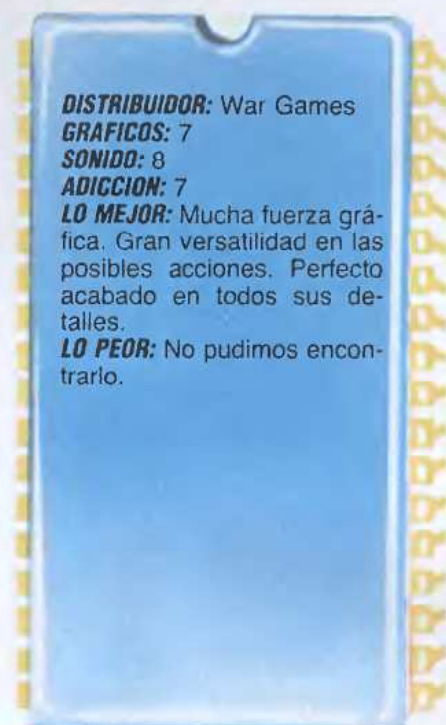 DISTRIBUIDOR: War Games
GRAFICOS: 7
SONIDO: 8
ADICCION: 7
LO MEJOR: Mucha fuerza grá-
fica. Gran versatilidad en las
posibles acciones. Perfecto
acabado en todos sus de-
talles.
LO PEOR: No pudimos encon-
trarlo.